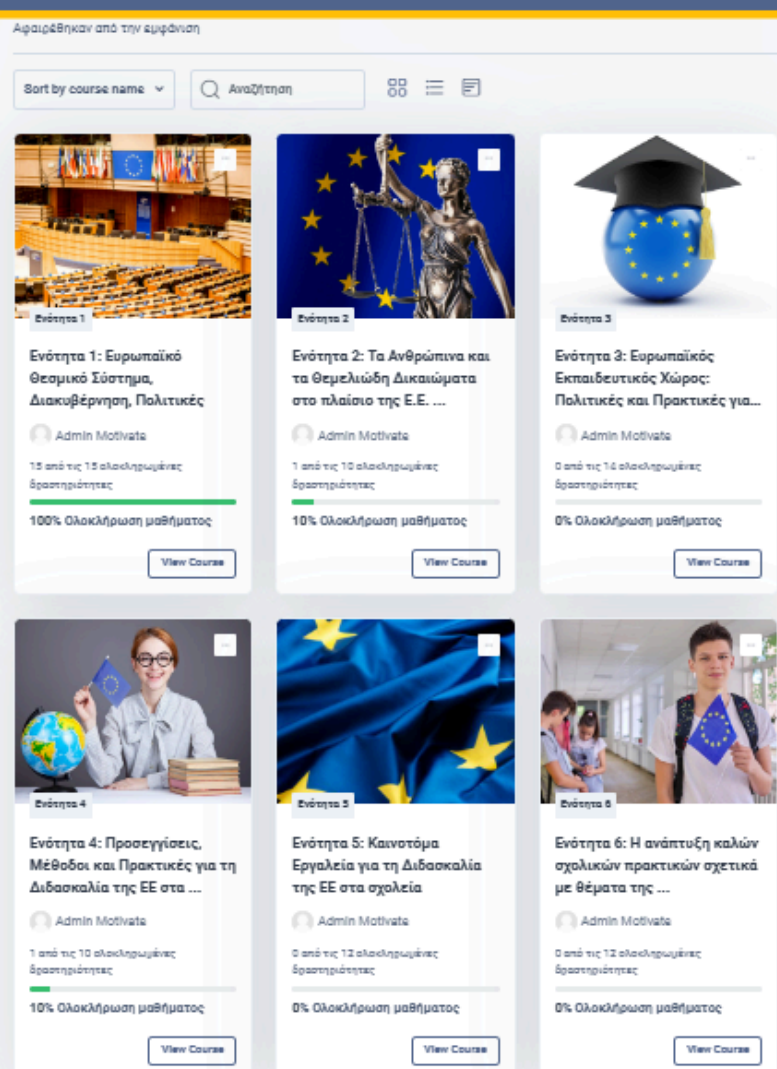 Αφαιρέθηκαν από την εμφάνιση
Sort by course name
Αναζήτηση
Ενότητα 1
Ενότητα 1: Ευρωπαϊκό
Θεσμικό Σύστημα,
Διακυβέρνηση, Πολιτικές
Admin Motivate
15 από τις 15 ολοκληρωμένες
δραστηριότητες
100% Ολοκλήρωση μαθήματος
View Course
Ενότητα 2
Ενότητα 2: Τα Ανθρώπινα και
τα Θεμελιώδη Δικαιώματα
στο πλαίσιο της Ε.Ε. ...
Admin Motivate
1 από τις 10 ολοκληρωμένες
δραστηριότητες
10% Ολοκλήρωση μαθήματος
View Course
Ενότητα 3
Ενότητα 3: Ευρωπαϊκός
Εκπαιδευτικός Χώρος:
Πολιτικές και Πρακτικές για...
Admin Motivate
0 από τις 14 ολοκληρωμένες
δραστηριότητες
0% Ολοκλήρωση μαθήματος
View Course
Ενότητα 4
Ενότητα 4: Προσεγγίσεις,
Μέθοδοι και Πρακτικές για τη
Διδασκαλία της ΕΕ στα ...
Admin Motivate
1 από τις 10 ολοκληρωμένες
δραστηριότητες
10% Ολοκλήρωση μαθήματος
View Course
Ενότητα 5
Ενότητα 5: Καινοτόμα
Εργαλεία για τη Διδασκαλία
της ΕΕ στα σχολεία
Admin Motivate
0 από τις 12 ολοκληρωμένες
δραστηριότητες
0% Ολοκλήρωση μαθήματος
View Course
Ενότητα 6
Ενότητα 6: Η ανάπτυξη καλών
σχολικών πρακτικών σχετικά
με θέματα της ...
Admin Motivate
0 από τις 12 ολοκληρωμένες
δραστηριότητες
0% Ολοκλήρωση μαθήματος
View Course